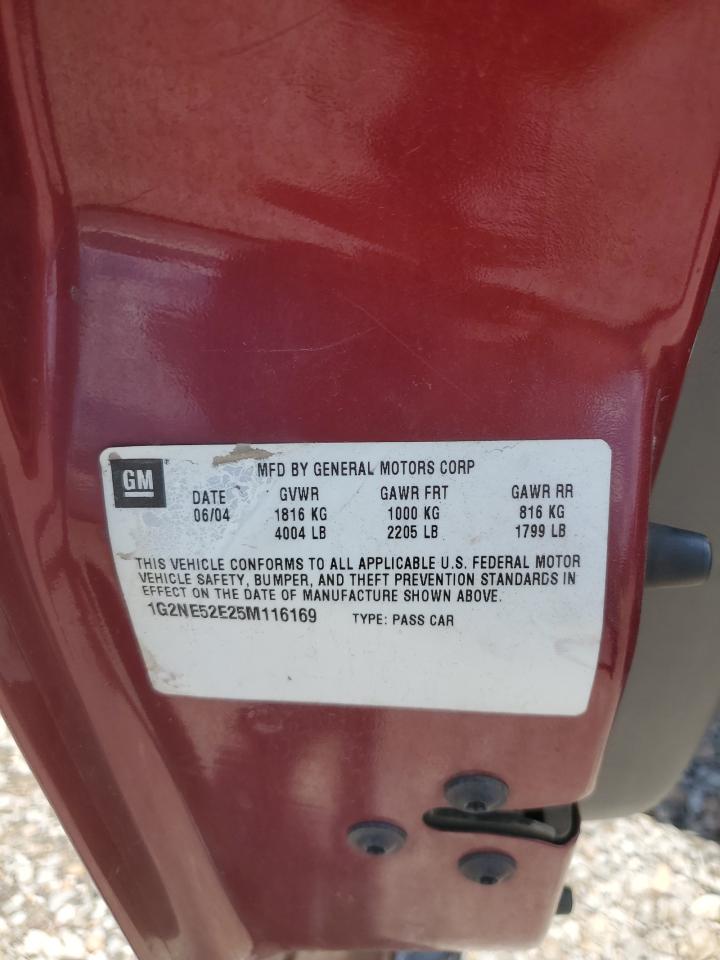 GM MFD BY GENERAL MOTORS CORP
DATE GVWR GAWR FRT GAWR RR
06/04 1816 KG 1000 KG 816 KG
4004 LB 2205 LB 1799 LB
THIS VEHICLE CONFORMS TO ALL APPLICABLE U.S. FEDERAL MOTOR
VEHICLE SAFETY, BUMPER, AND THEFT PREVENTION STANDARDS IN
EFFECT ON THE DATE OF MANUFACTURE SHOWN ABOVE.
1G2NE52E25M116169 TYPE: PASS CAR